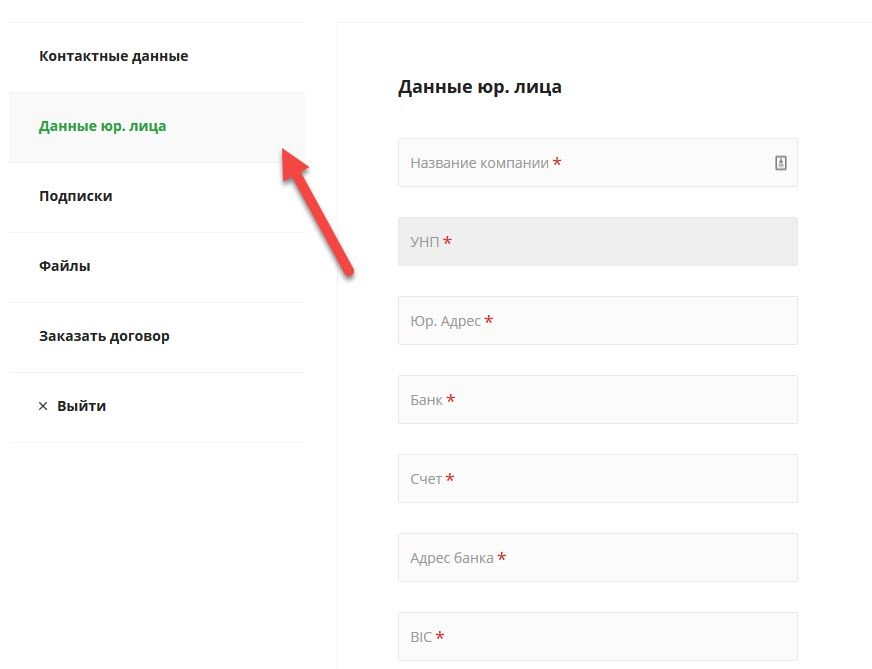 Контактные данные
Данные юр. лица
Подписки
Файлы
Заказать договор
× Выйти
Данные юр. лица
Название компании *
УНП *
Юр. Адрес *
Банк *
Счет *
Адрес банка *
BIC *